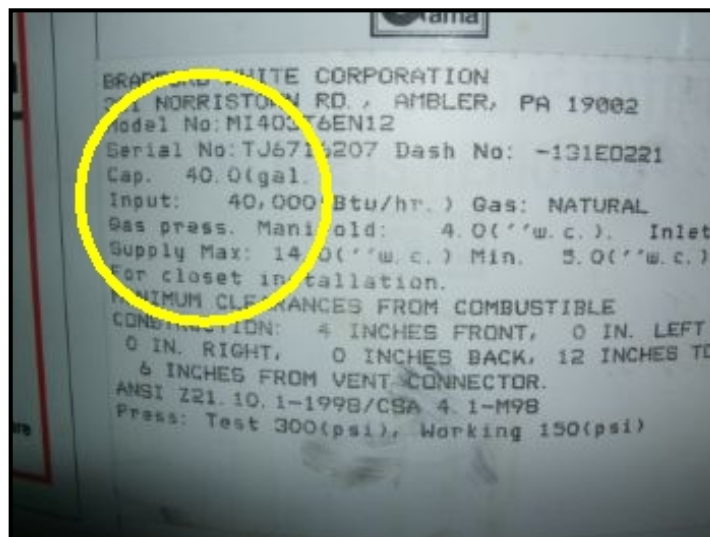 rama
BRADFORD WHITE CORPORATION
321 NORRISTOWN RD., AMBLER, PA 19002
Model No:MI403T6EN12
Serial No:TJ6716207 Dash No: -131E0221
Cap. 40.0(gal.
Input: 40,000(Btu/hr.) Gas: NATURAL
Gas press. Manifold: 4.0(''w.c.). Inlet
Supply Max: 14.0(''w.c.) Min. 5.0(''w.c.)
For closet installation.
MINIMUM CLEARANCES FROM COMBUSTIBLE
CONSTRUCTION: 4 INCHES FRONT, 0 IN. LEFT
0 IN. RIGHT, 0 INCHES BACK, 12 INCHES TO
6 INCHES FROM VENT CONNECTOR.
ANSI Z21.10.1-1998/CSA 4.1-M98
Press: Test 300(psi), Working 150(psi)